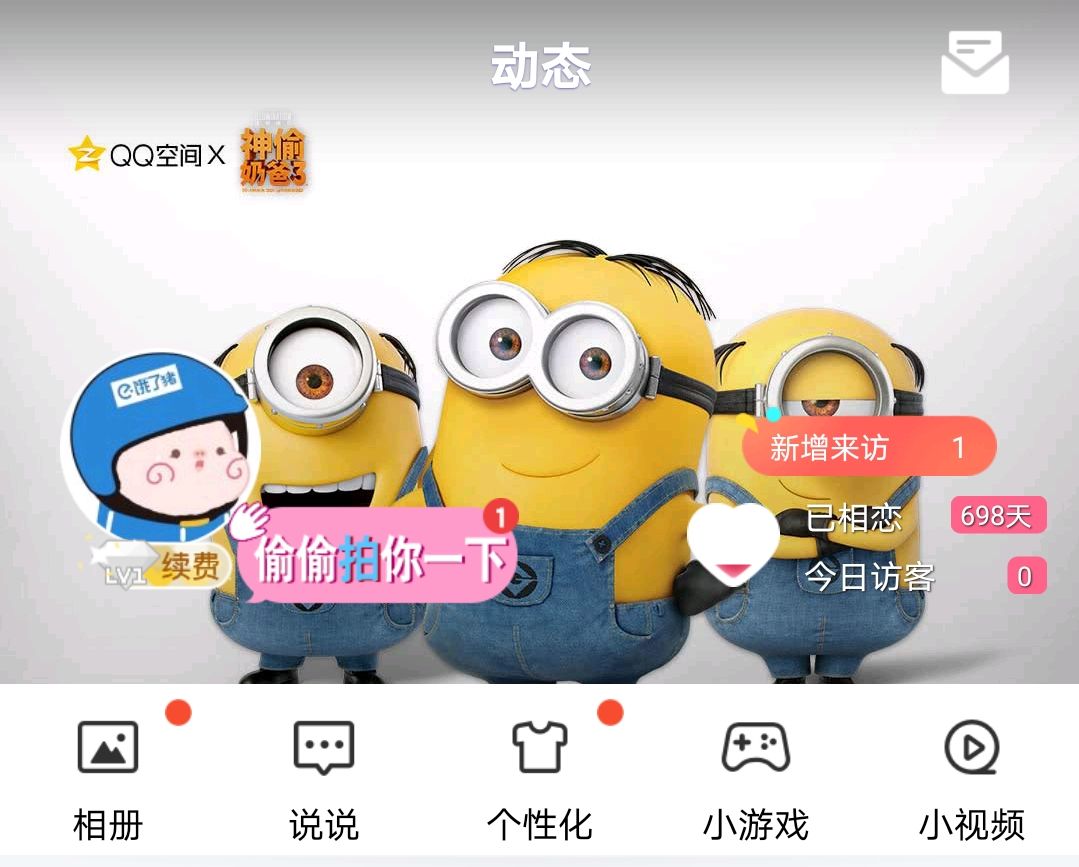 动态
QQ空间X
神偷
奶爸3
e·饿了猪
新增来访 1
已相恋 698天
今日访客 0
1
偷偷拍你一下
LV1 续费
相册 说说 个性化 小游戏 小视频